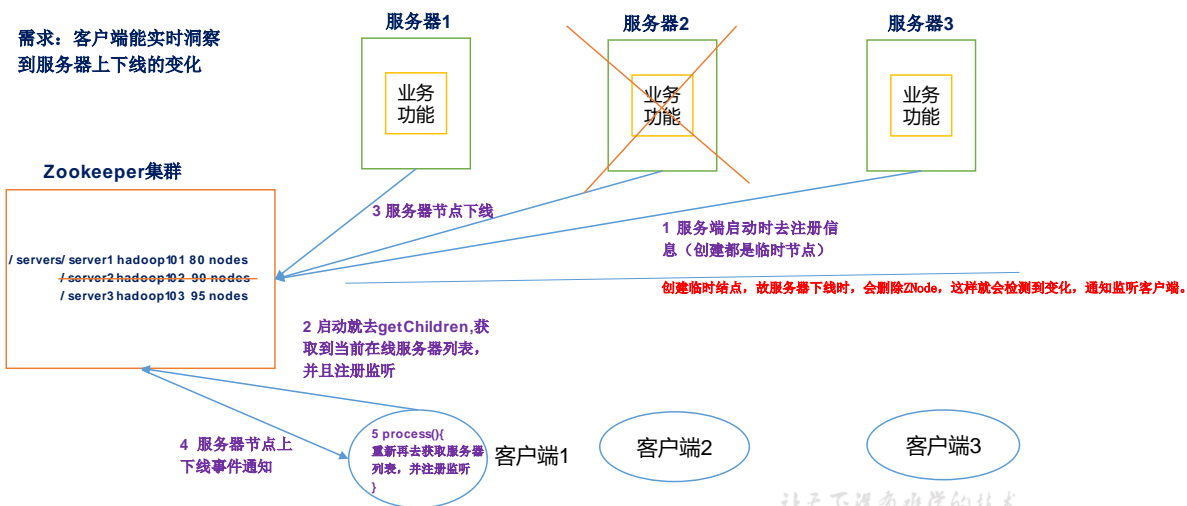 需求：客户端能实时洞察
到服务器上下线的变化
服务器1
服务器2
服务器3
业务
功能
业务
功能
业务
功能
Zookeeper集群
/ servers/ server1 hadoop101 80 nodes
/ server2 hadoop102 90 nodes
/ server3 hadoop103 95 nodes
3 服务器节点下线
1 服务端启动时去注册信
息（创建都是临时节点）
创建临时结点，故服务器下线时，会删除ZNode，这样就会检测到变化，通知监听客户端。
2 启动就去getChildren,获
取到当前在线服务器列表，
并且注册监听
4 服务器节点上
下线事件通知
5 process(){
重新再去获取服务器
列表，并注册监听
}
客户端1
客户端2
客户端3
让天下没有难学的技术